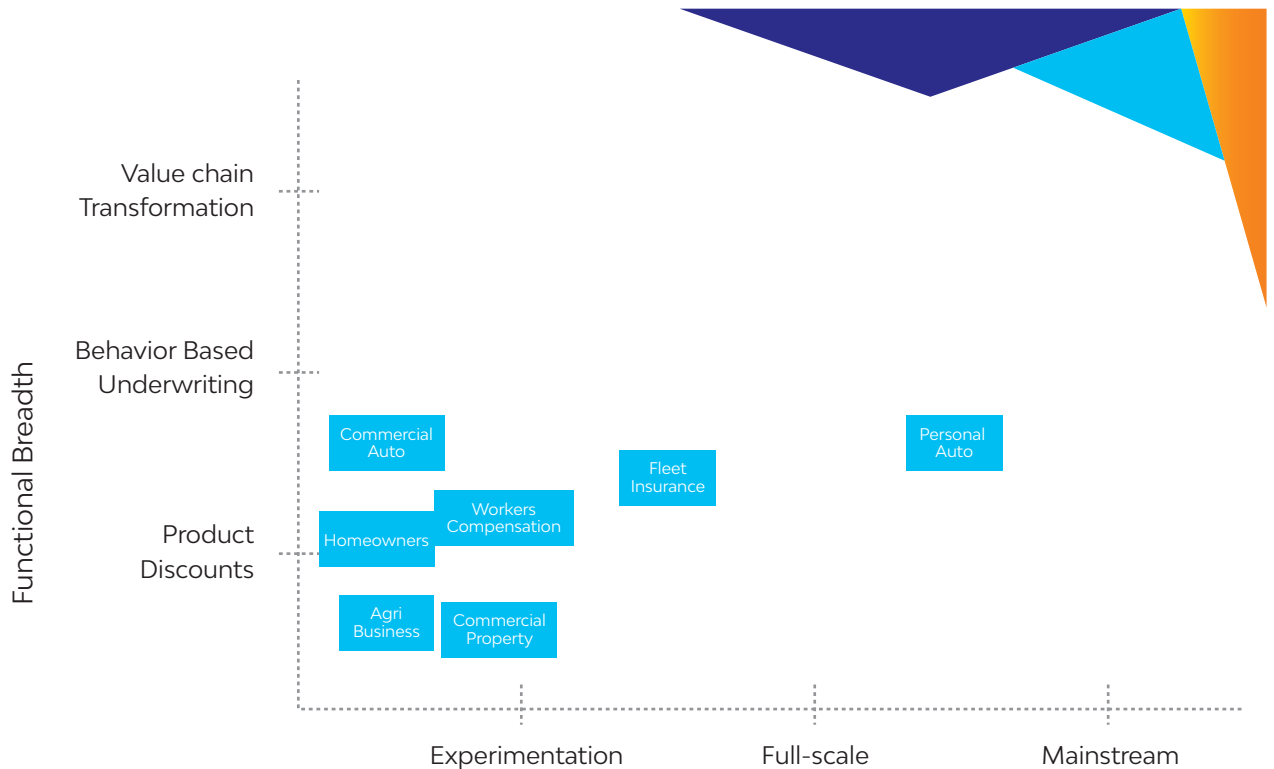 Value chain
Transformation
Behavior Based
Underwriting
Functional Breadth
Product
Discounts
Commercial
Auto
Personal
Auto
Fleet
Insurance
Workers
Compensation
Homeowners
Agri
Business
Commercial
Property
Experimentation
Full-scale
Mainstream